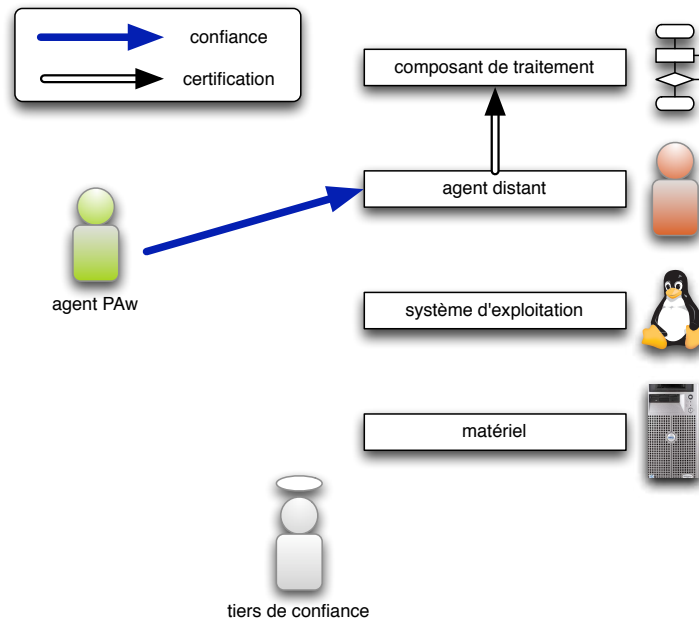 confiance
certification
composant de traitement
agent distant
agent PAw
système d'exploitation
matériel
tiers de confiance